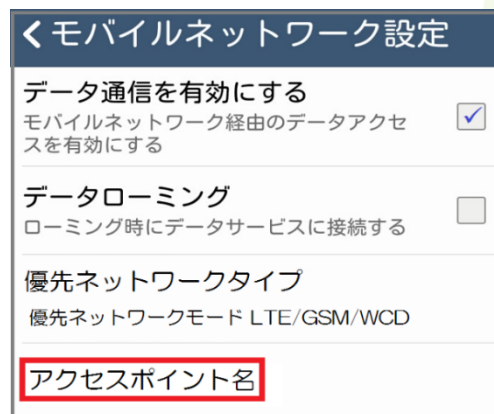 モバイルネットワーク設定
データ通信を有効にする
モバイルネットワーク経由のデータアクセ
スを有効にする
データローミング
ローミング時にデータサービスに接続する
優先ネットワークタイプ
優先ネットワークモード LTE/GSM/WCD
アクセスポイント名